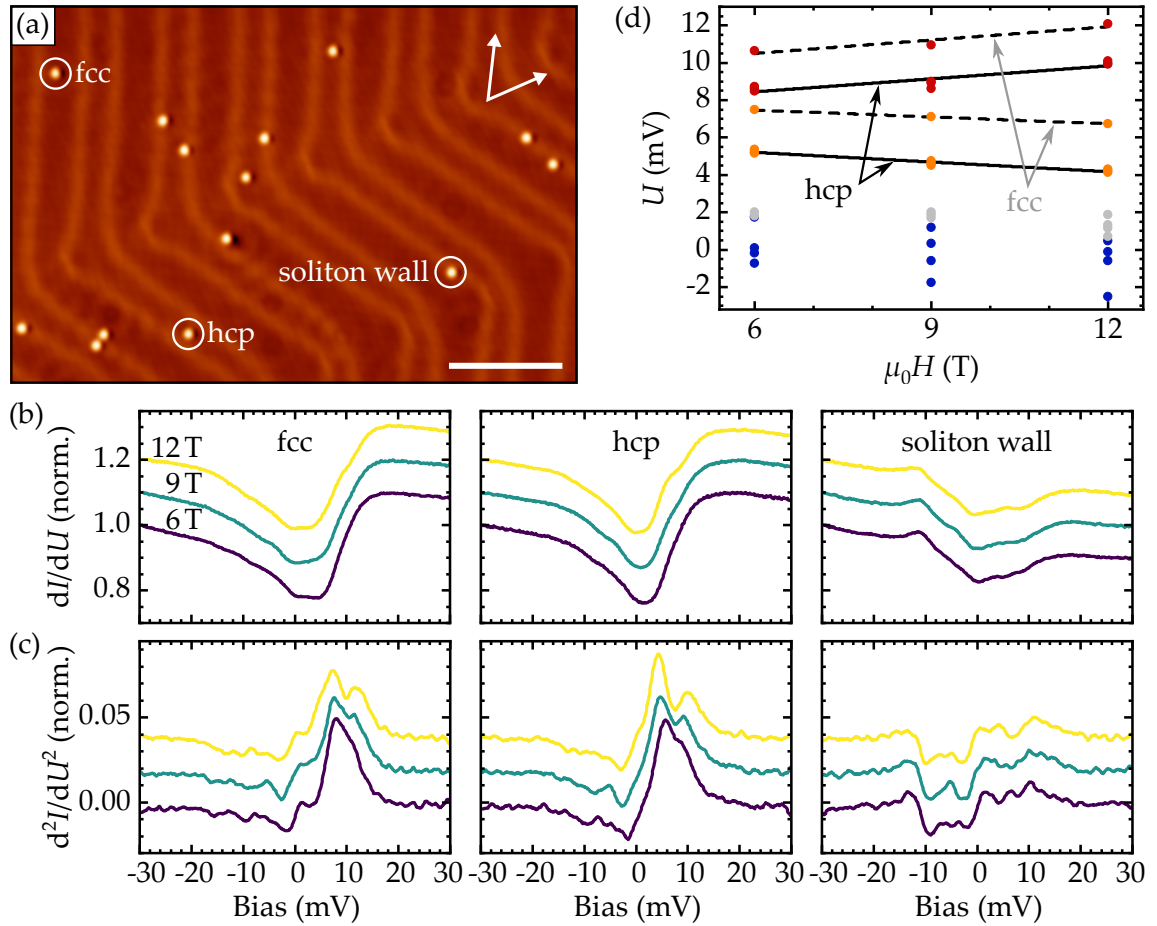 (a)
fcc
soliton wall
hcp
(d)
U (mV)
12
10
8
6
4
2
0
-2
hcp
fcc
6
9
12
μ₀H (T)
(b)
dI/dU (norm.)
1.2
1.0
0.8
12 T
9 T
6 T
fcc
hcp
soliton wall
(c)
d²I/dU² (norm.)
0.05
0.00
-30 -20 -10 0 10 20 30
-30 -20 -10 0 10 20 30
-30 -20 -10 0 10 20 30
Bias (mV)
Bias (mV)
Bias (mV)